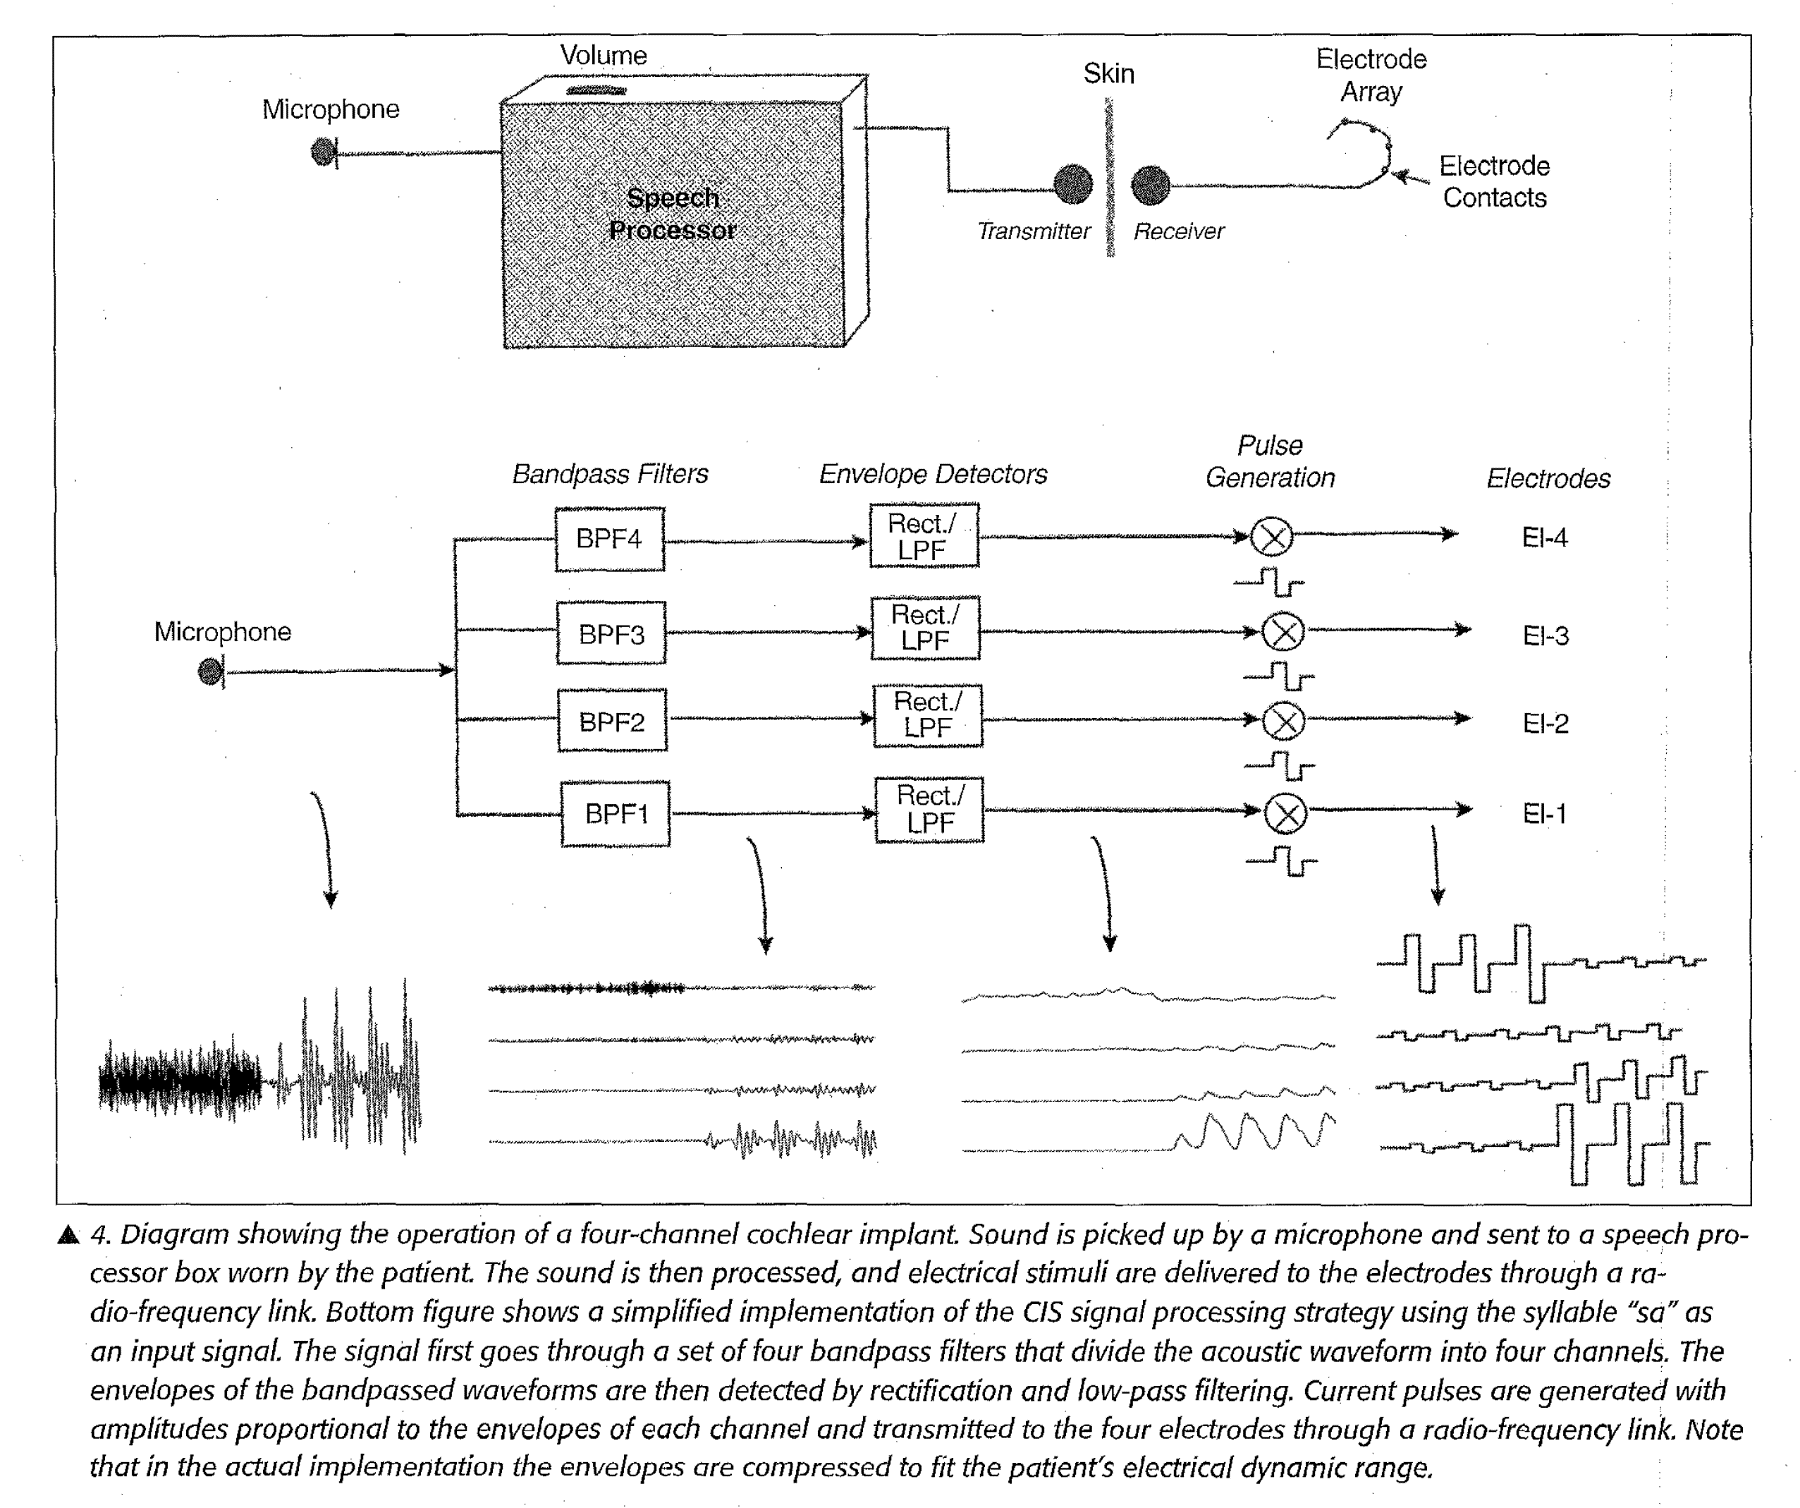 Volume
Microphone
Speech
Processor
Skin
Transmitter
Receiver
Electrode
Array
Electrode
Contacts
Bandpass Filters
Envelope Detectors
Pulse
Generation
Electrodes
BPF4
Rect./
LPF
El-4
BPF3
Rect./
LPF
El-3
Microphone
BPF2
Rect./
LPF
El-2
BPF1
Rect./
LPF
El-1
▲ 4. Diagram showing the operation of a four-channel cochlear implant. Sound is picked up by a microphone and sent to a speech pro-
cessor box worn by the patient. The sound is then processed, and electrical stimuli are delivered to the electrodes through a ra-
dio-frequency link. Bottom figure shows a simplified implementation of the CIS signal processing strategy using the syllable “sa” as
an input signal. The signal first goes through a set of four bandpass filters that divide the acoustic waveform into four channels. The
envelopes of the bandpassed waveforms are then detected by rectification and low-pass filtering. Current pulses are generated with
amplitudes proportional to the envelopes of each channel and transmitted to the four electrodes through a radio-frequency link. Note
that in the actual implementation the envelopes are compressed to fit the patient’s electrical dynamic range.